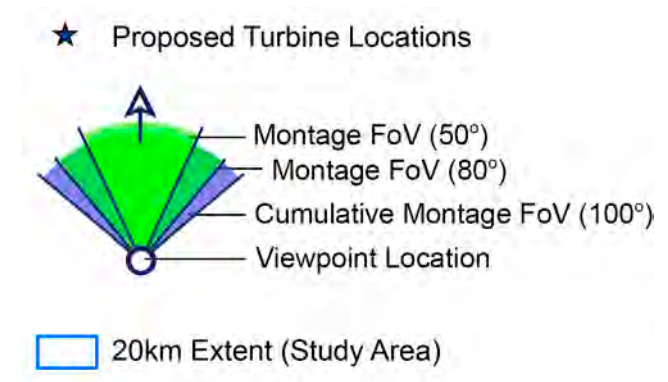 Proposed Turbine Locations
Montage FoV (50°)
Montage FoV (80°)
Cumulative Montage FoV (100°)
Viewpoint Location
20km Extent (Study Area)